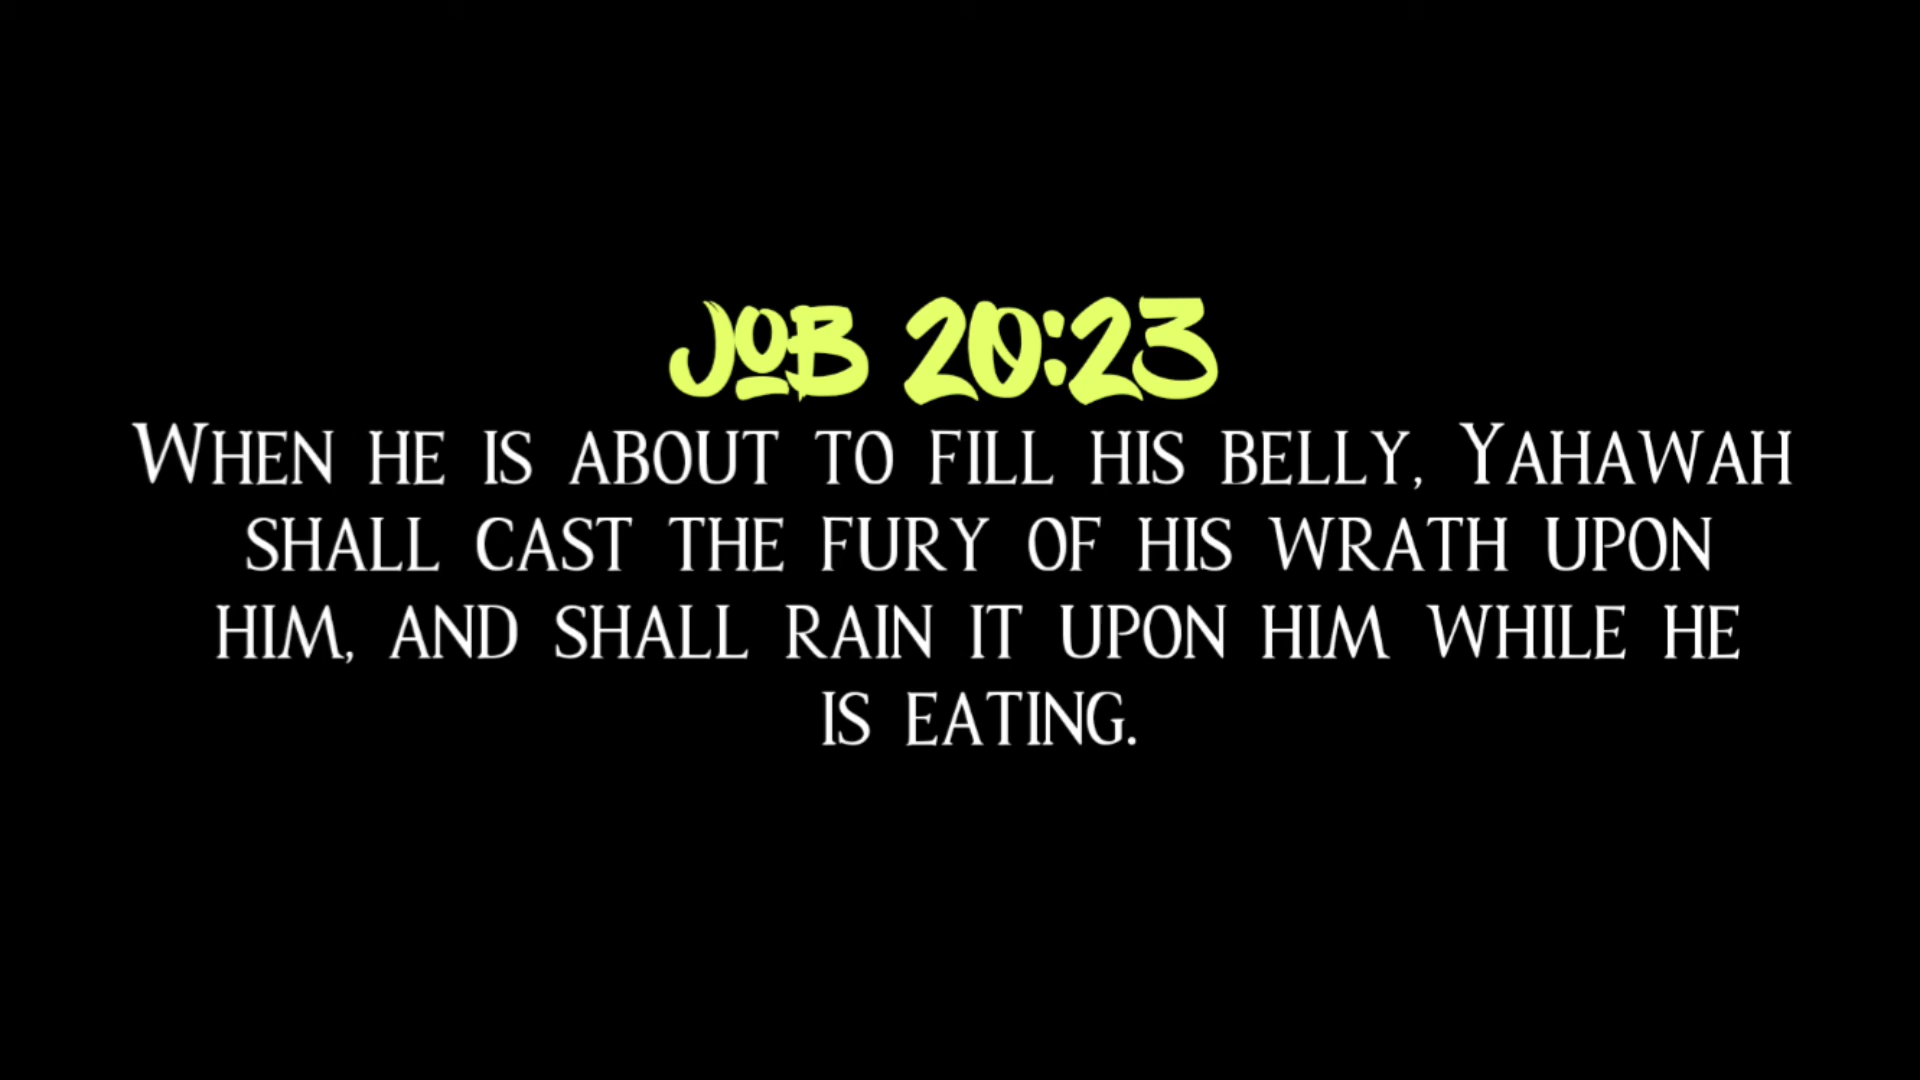 Job 20:23
When he is about to fill his belly, Yahawah
shall cast the fury of his wrath upon
him, and shall rain it upon him while he
is eating.